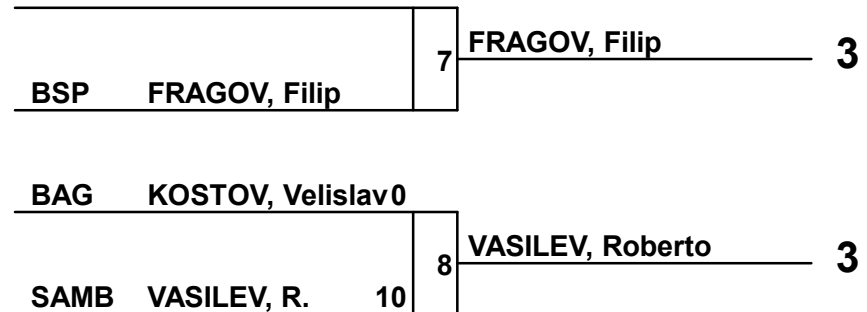 FRAGOV, Filip 3
7
BSP FRAGOV, Filip
BAG KOSTOV, Velislav 0
VASILEV, Roberto 3
8
SAMB VASILEV, R. 10